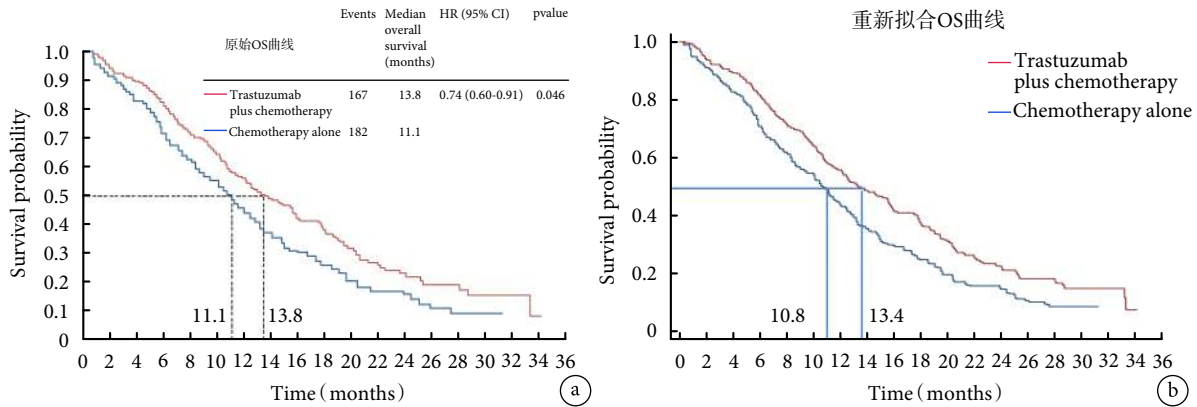 Events Median HR (95% CI) pvalue
overall
survival
(months)
原始OS曲线
Trastuzumab 167 13.8 0.74 (0.60-0.91) 0.046
plus chemotherapy
Chemotherapy alone 182 11.1
1.0
0.9
0.8
0.7
0.6
0.5
0.4
0.3
0.2
0.1
0
Survival probability
11.1 13.8
0 2 4 6 8 10 12 14 16 18 20 22 24 26 28 30 32 34 36
Time (months)
a
重新拟合OS曲线
Trastuzumab
plus chemotherapy
Chemotherapy alone
1.0
0.8
0.6
0.4
0.2
0
Survival probability
10.8 13.4
0 2 4 6 8 10 12 14 16 18 20 22 24 26 28 30 32 34 36
Time (months)
b